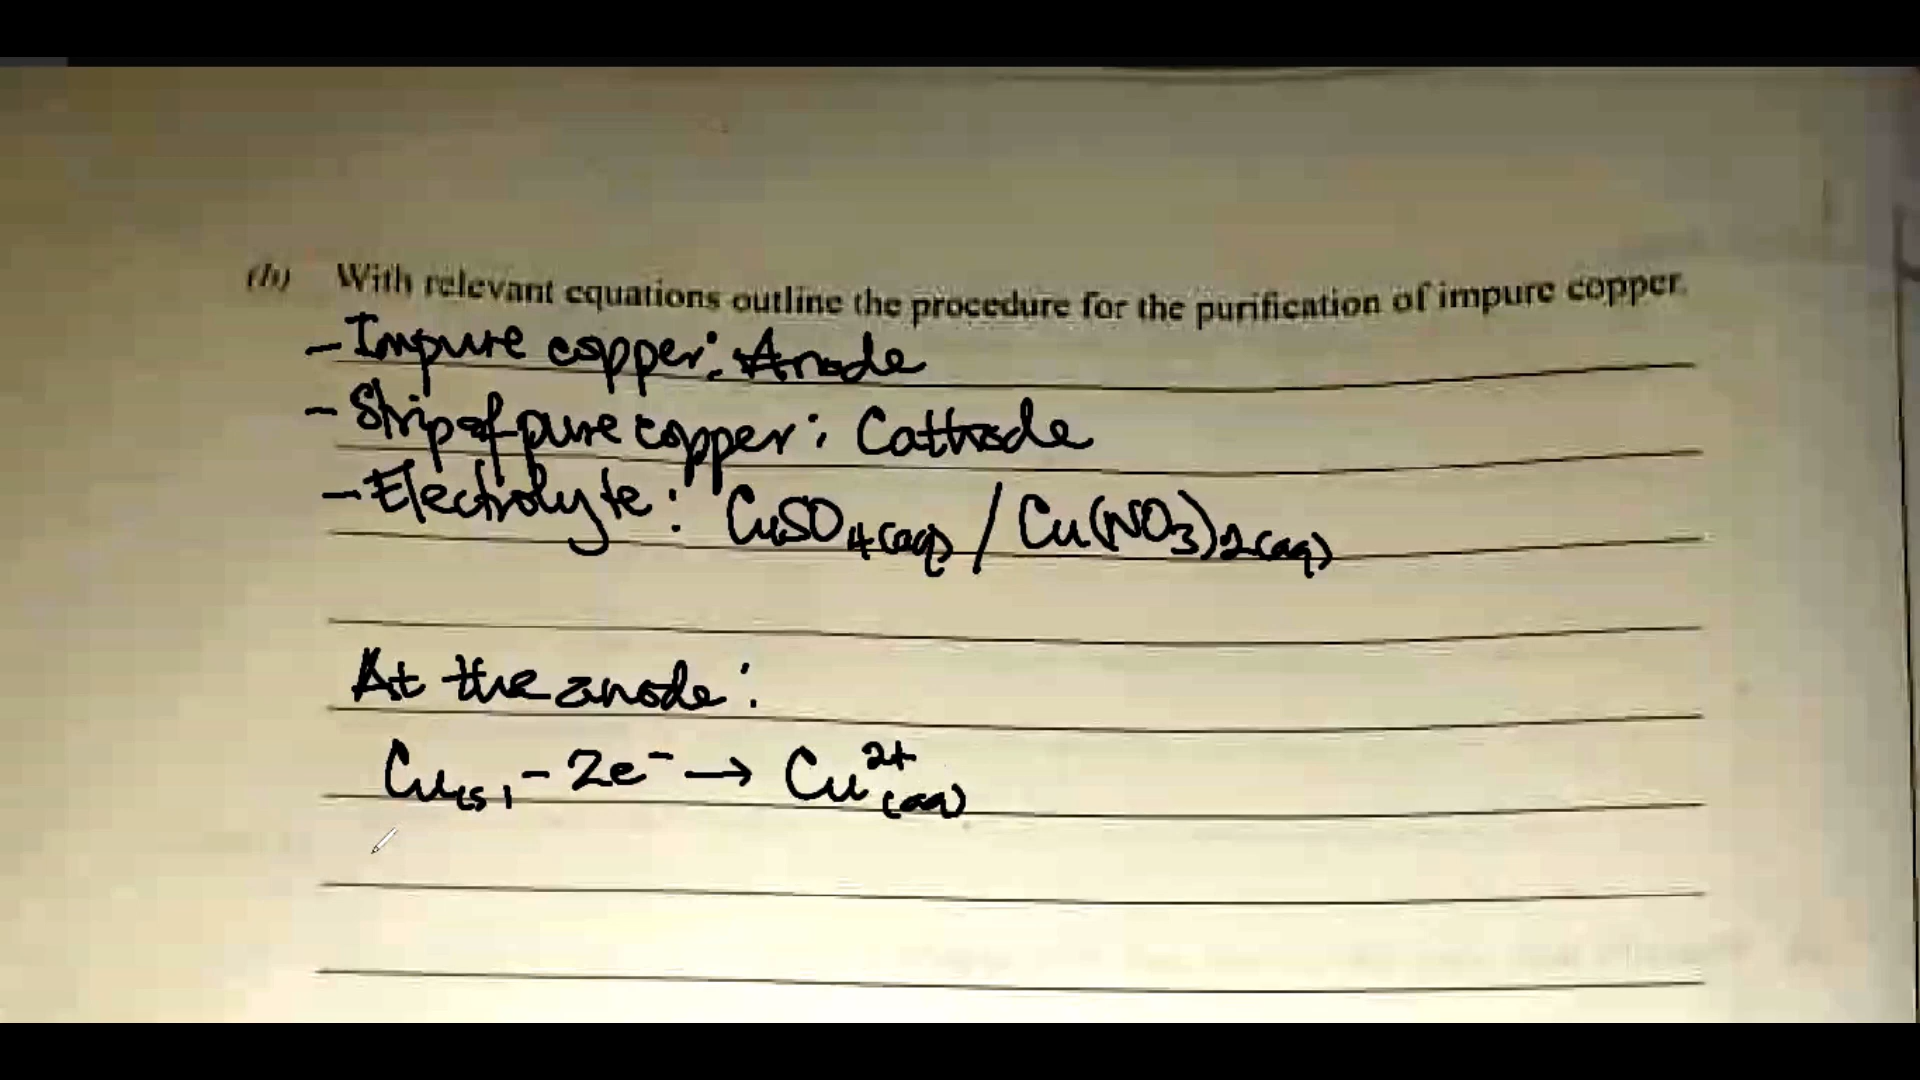 (b) With relevant equations outline the procedure for the purification of impure copper.
- Impure copper: Anode
- Strip of pure copper: Cathode
- Electrolyte: CuSO₄(aq) / Cu(NO₃)₂(aq)
At the anode:
Cu(s) - 2e⁻ → Cu²⁺(aq)